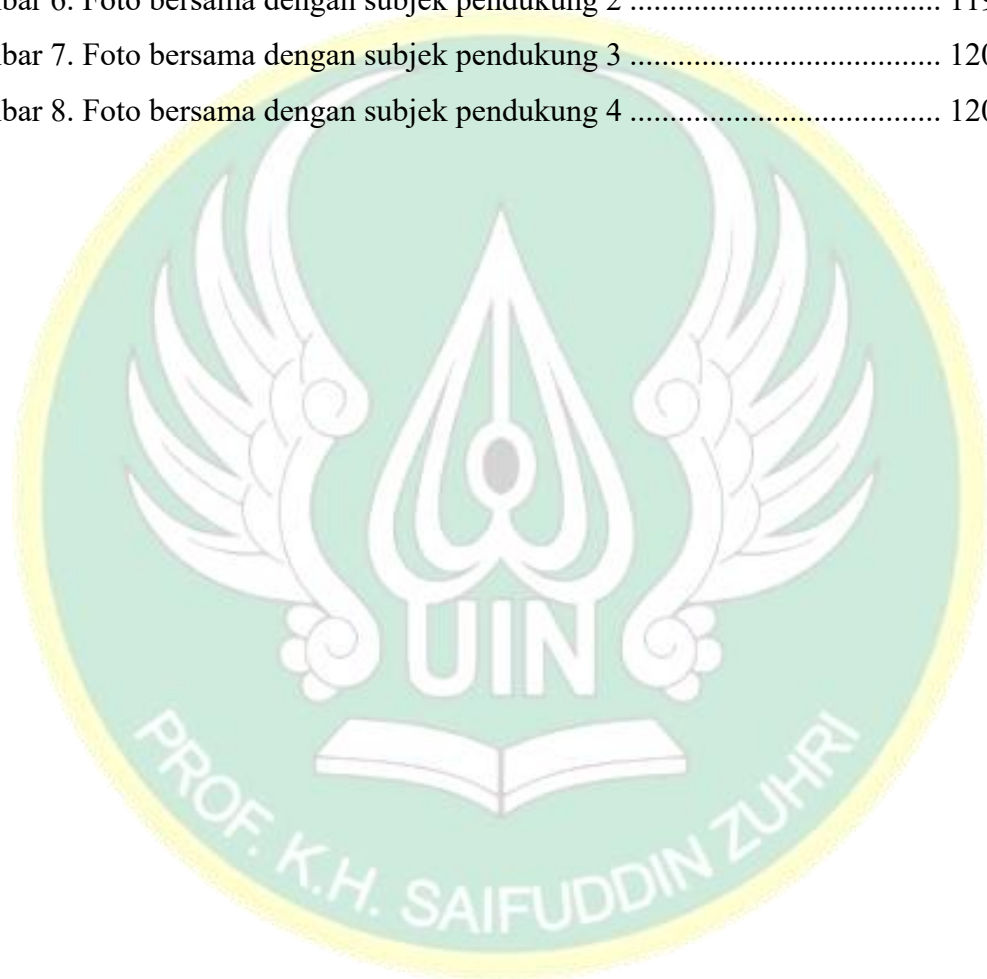 bar 6. Foto bersama dengan subjek pendukung 2 ..................................... 119
bar 7. Foto bersama dengan subjek pendukung 3 ..................................... 120
bar 8. Foto bersama dengan subjek pendukung 4 ..................................... 120
UIN
PROF. K.H. SAIFUDDIN ZUHRI